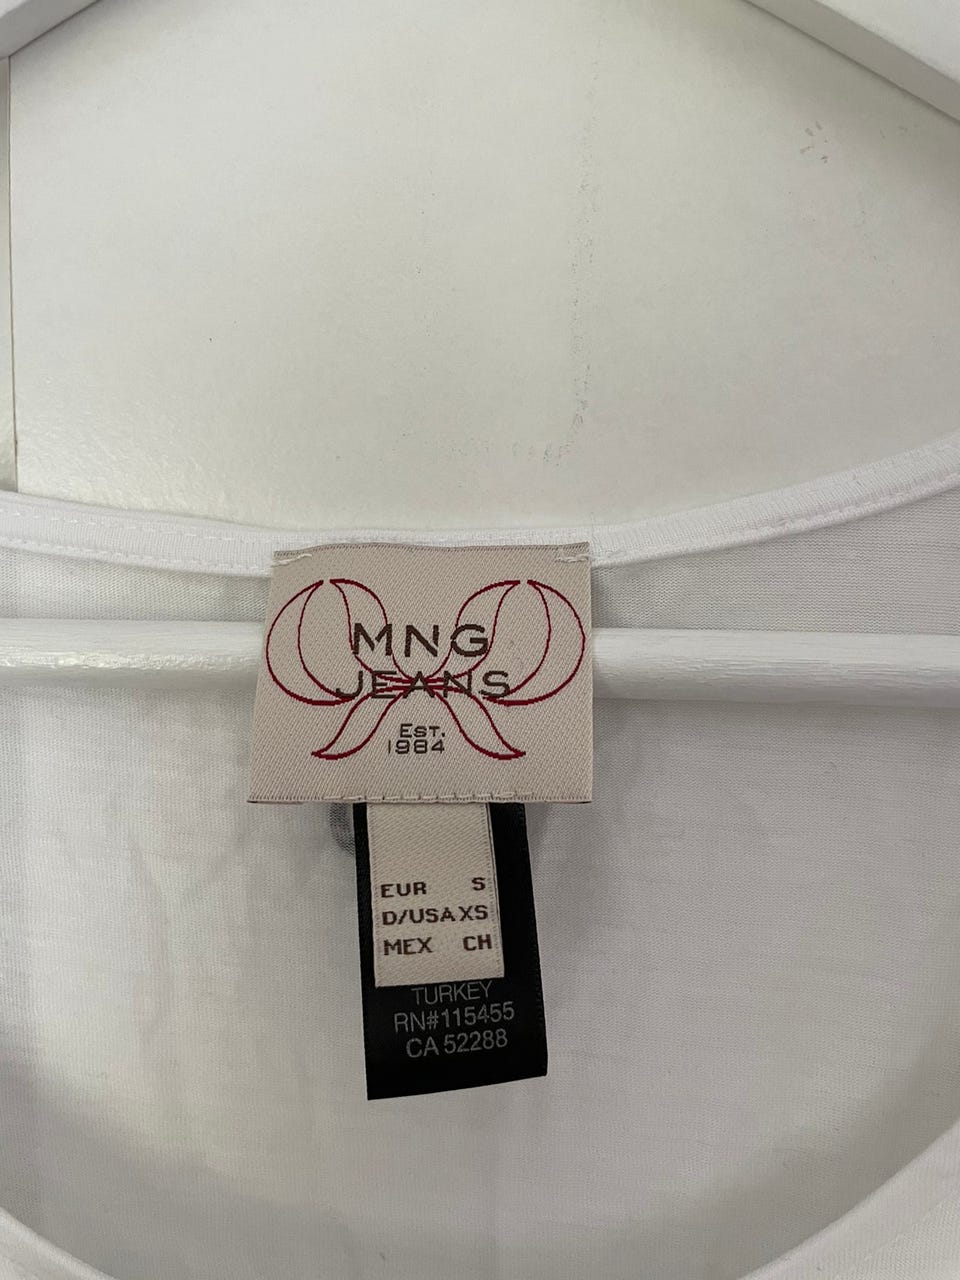 MNG
JEANS
EST.
1984
EUR S
D/USA XS
MEX CH
TURKEY
RN#115455
CA 52288